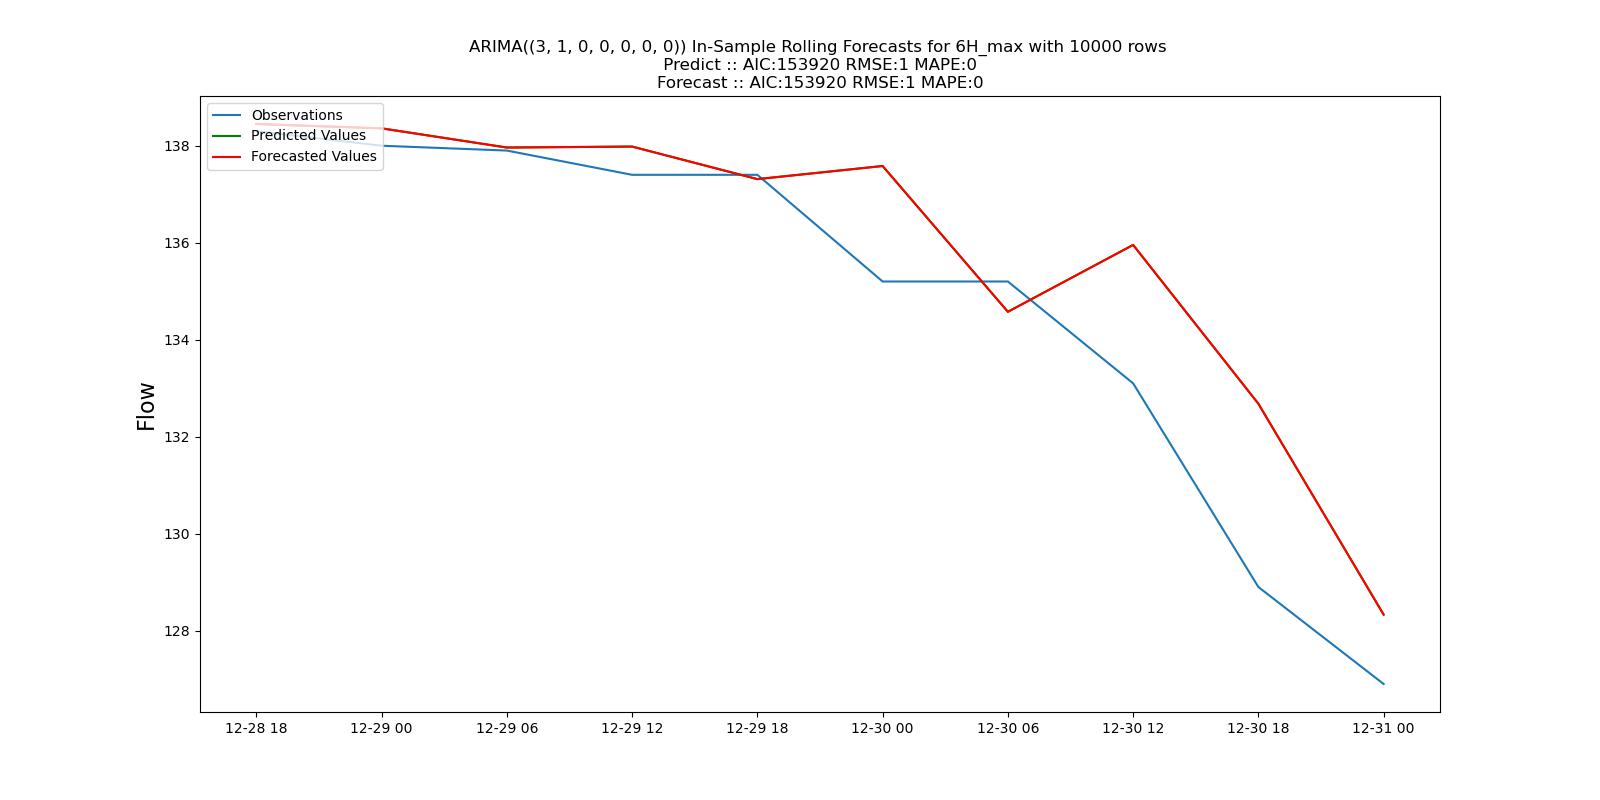 ARIMA((3, 1, 0, 0, 0, 0, 0)) In-Sample Rolling Forecasts for 6H_max with 10000 rows
Predict :: AIC:153920 RMSE:1 MAPE:0
Forecast :: AIC:153920 RMSE:1 MAPE:0
Observations
Predicted Values
Forecasted Values
138
136
134
132
130
128
Flow
12-28 18
12-29 00
12-29 06
12-29 12
12-29 18
12-30 00
12-30 06
12-30 12
12-30 18
12-31 00